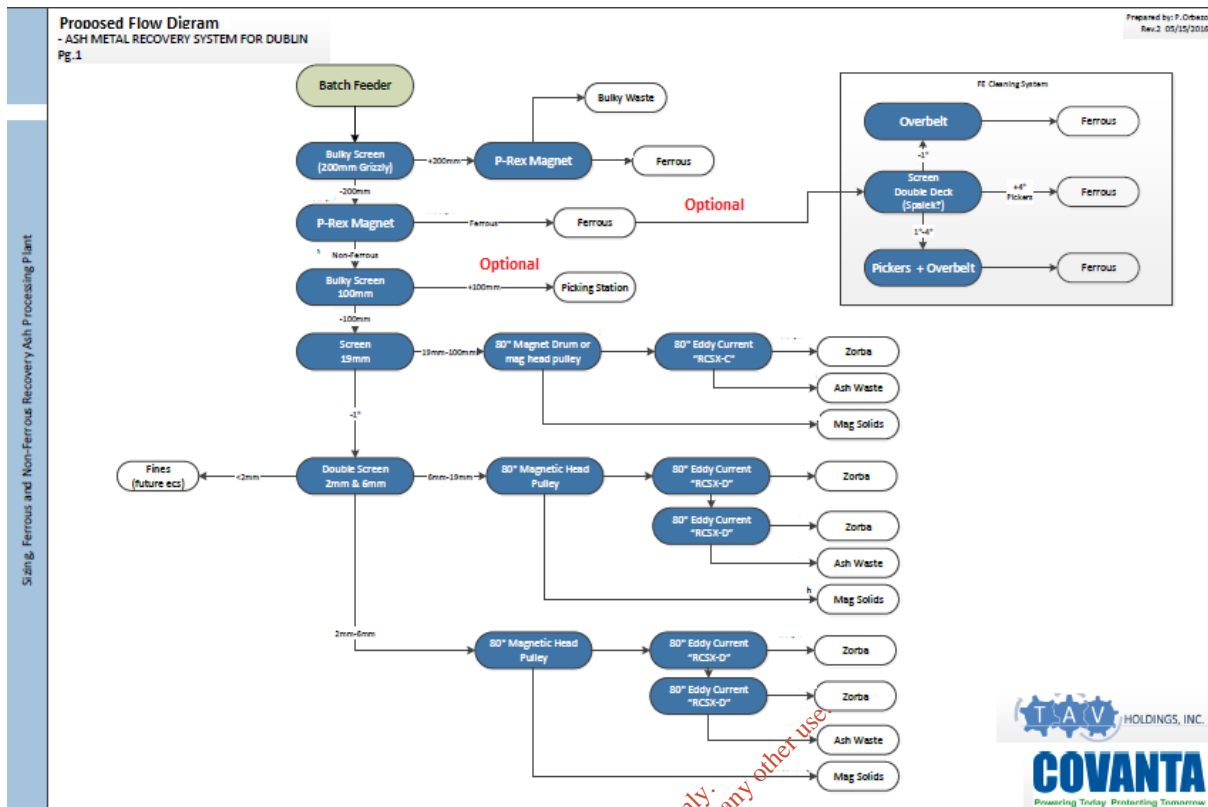 Proposed Flow Digram
- ASH METAL RECOVERY SYSTEM FOR DUBLIN
Pg.1
Prepared by: P.Orbezo
Rev.2 05/15/2016
Sizing, Ferrous and Non-Ferrous Recovery Ash Processing Plant
Batch Feeder
Bulky Waste
Bulky Screen
(200mm Grizzly)
+200mm
P-Rex Magnet
Ferrous
-200mm
P-Rex Magnet
Ferrous
Ferrous
Optional
Non-Ferrous
Bulky Screen
100mm
+100mm
Optional
Picking Station
-100mm
FE Cleaning System
Overbelt
Ferrous
-1"
Screen
Double Deck
(Spalek?)
+4"
Pickers
Ferrous
1"-4"
Pickers + Overbelt
Ferrous
Screen
19mm
19mm-100mm
80" Magnet Drum or
mag head pulley
80" Eddy Current
"RCSX-C"
Zorba
Ash Waste
Mag Solids
-1"
Fines
(future ecs)
<2mm
Double Screen
2mm & 6mm
6mm-19mm
80" Magnetic Head
Pulley
80" Eddy Current
"RCSX-D"
Zorba
80" Eddy Current
"RCSX-D"
Zorba
Ash Waste
h
Mag Solids
2mm-6mm
80" Magnetic Head
Pulley
80" Eddy Current
"RCSX-D"
Zorba
80" Eddy Current
"RCSX-D"
Zorba
Ash Waste
Mag Solids
any other use.
TAV HOLDINGS, INC.
COVANTA
Powering Today. Protecting Tomorrow